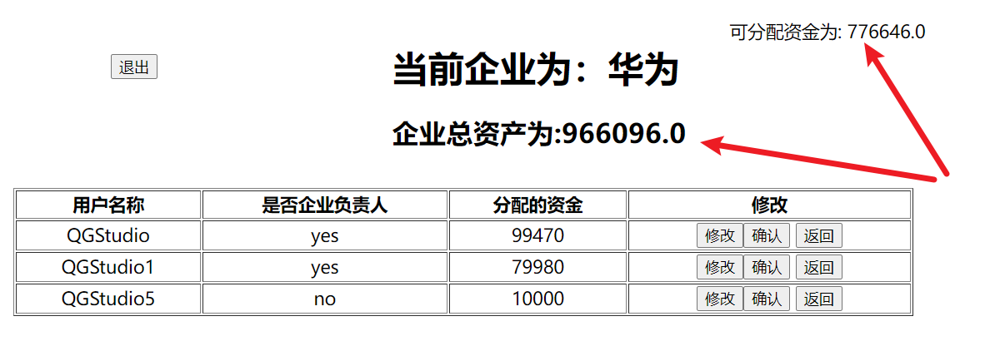 可分配资金为: 776646.0
退出
当前企业为：华为
企业总资产为:966096.0
用户名称 是否企业负责人 分配的资金 修改
QGStudio yes 99470 修改 确认 返回
QGStudio1 yes 79980 修改 确认 返回
QGStudio5 no 10000 修改 确认 返回